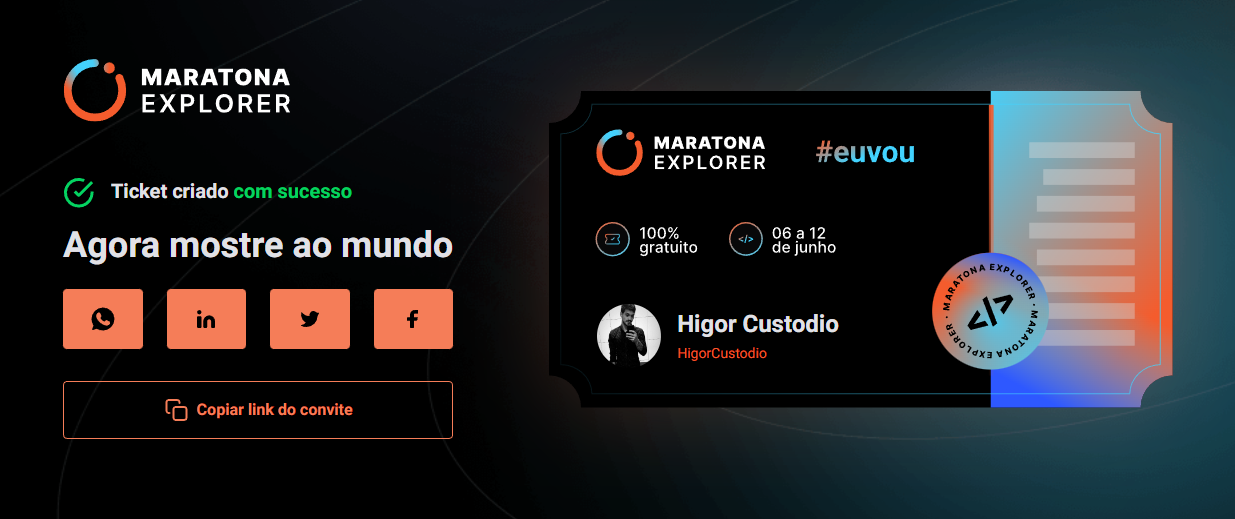 MARATONA
EXPLORER
Ticket criado com sucesso
Agora mostre ao mundo
in
f
Copiar link do convite
MARATONA
EXPLORER
#euvou
100%
gratuito
</>
06 a 12
de junho
Higor Custodio
HigorCustodio
MARATONA EXPLORER · MARATONA EXPLORER ·
</>